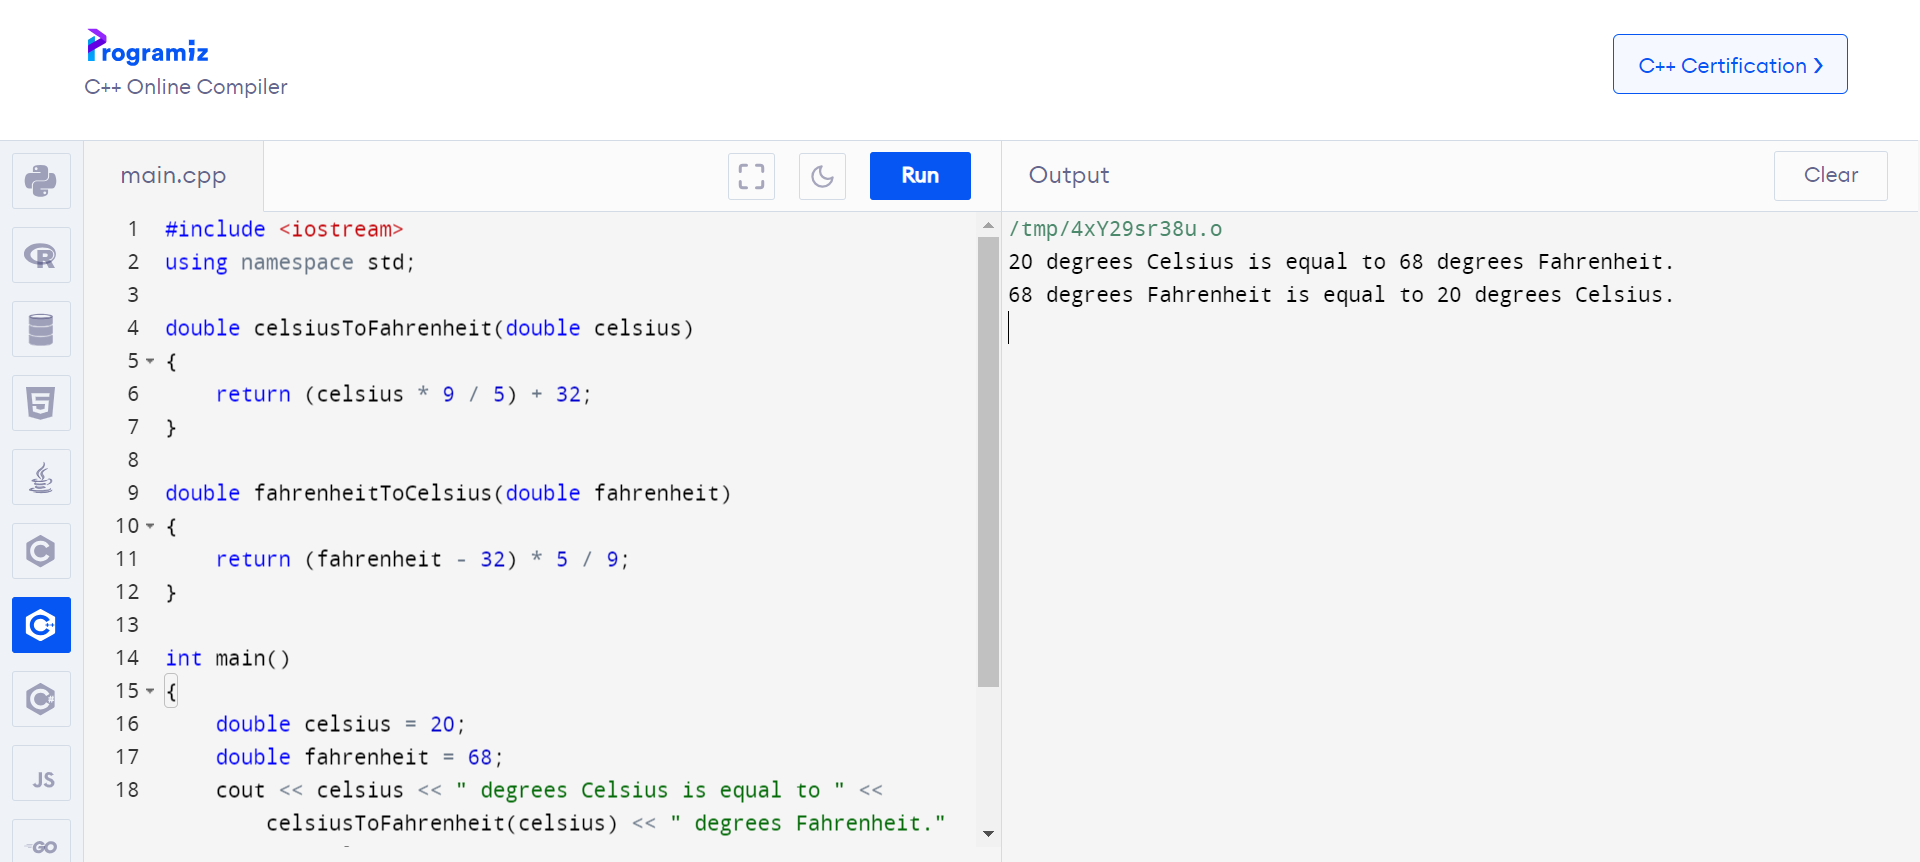 Programiz
C++ Online Compiler
C++ Certification ❯
main.cpp
Run
Output
Clear
1 #include <iostream>
2 using namespace std;
3
4 double celsiusToFahrenheit(double celsius)
5 {
6     return (celsius * 9 / 5) + 32;
7 }
8
9 double fahrenheitToCelsius(double fahrenheit)
10 {
11     return (fahrenheit - 32) * 5 / 9;
12 }
13
14 int main()
15 {
16     double celsius = 20;
17     double fahrenheit = 68;
18     cout << celsius << " degrees Celsius is equal to " <<
celsiusToFahrenheit(celsius) << " degrees Fahrenheit."
/tmp/4xY29sr38u.o
20 degrees Celsius is equal to 68 degrees Fahrenheit.
68 degrees Fahrenheit is equal to 20 degrees Celsius.
R
5
C
C++
C#
JS
GO